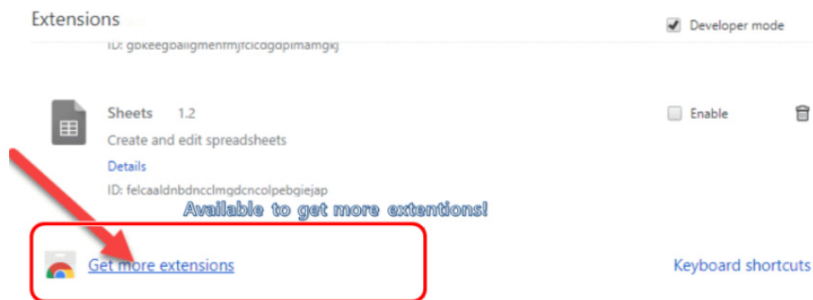 Extensions
Developer mode
Sheets 1.2
Enable
Create and edit spreadsheets
Details
ID: felcaaldnbdncclmgdcncolpebgiejap
Available to get more extentions!
Get more extensions
Keyboard shortcuts